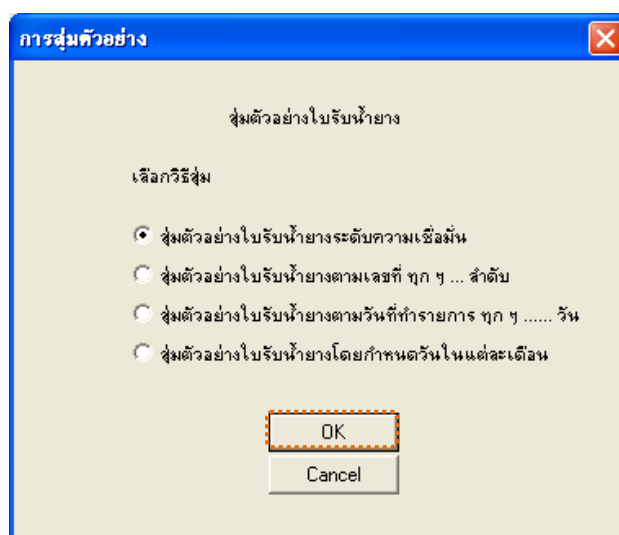 การสุ่มตัวอย่าง
สุ่มตัวอย่างใบรับน้ำยาง
เลือกวิธีสุ่ม
สุ่มตัวอย่างใบรับน้ำยางระดับความเชื่อมั่น
สุ่มตัวอย่างใบรับน้ำยางตามเลขที่ ทุก ๆ ... ลำดับ
สุ่มตัวอย่างใบรับน้ำยางตามวันที่ทำรายการ ทุก ๆ ...... วัน
สุ่มตัวอย่างใบรับน้ำยางโดยกำหนดวันในแต่ละเดือน
OK
Cancel